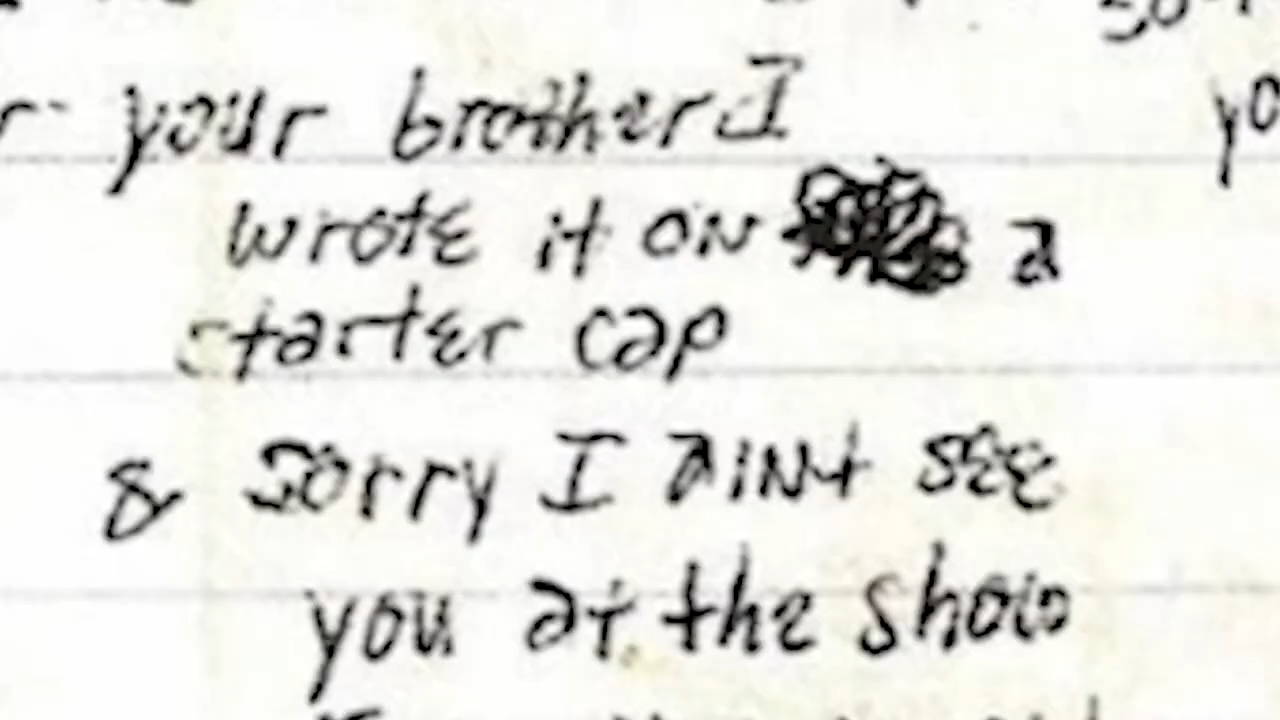 your brother I
wrote it on a
starter cap
& sorry I aint see
you at the show